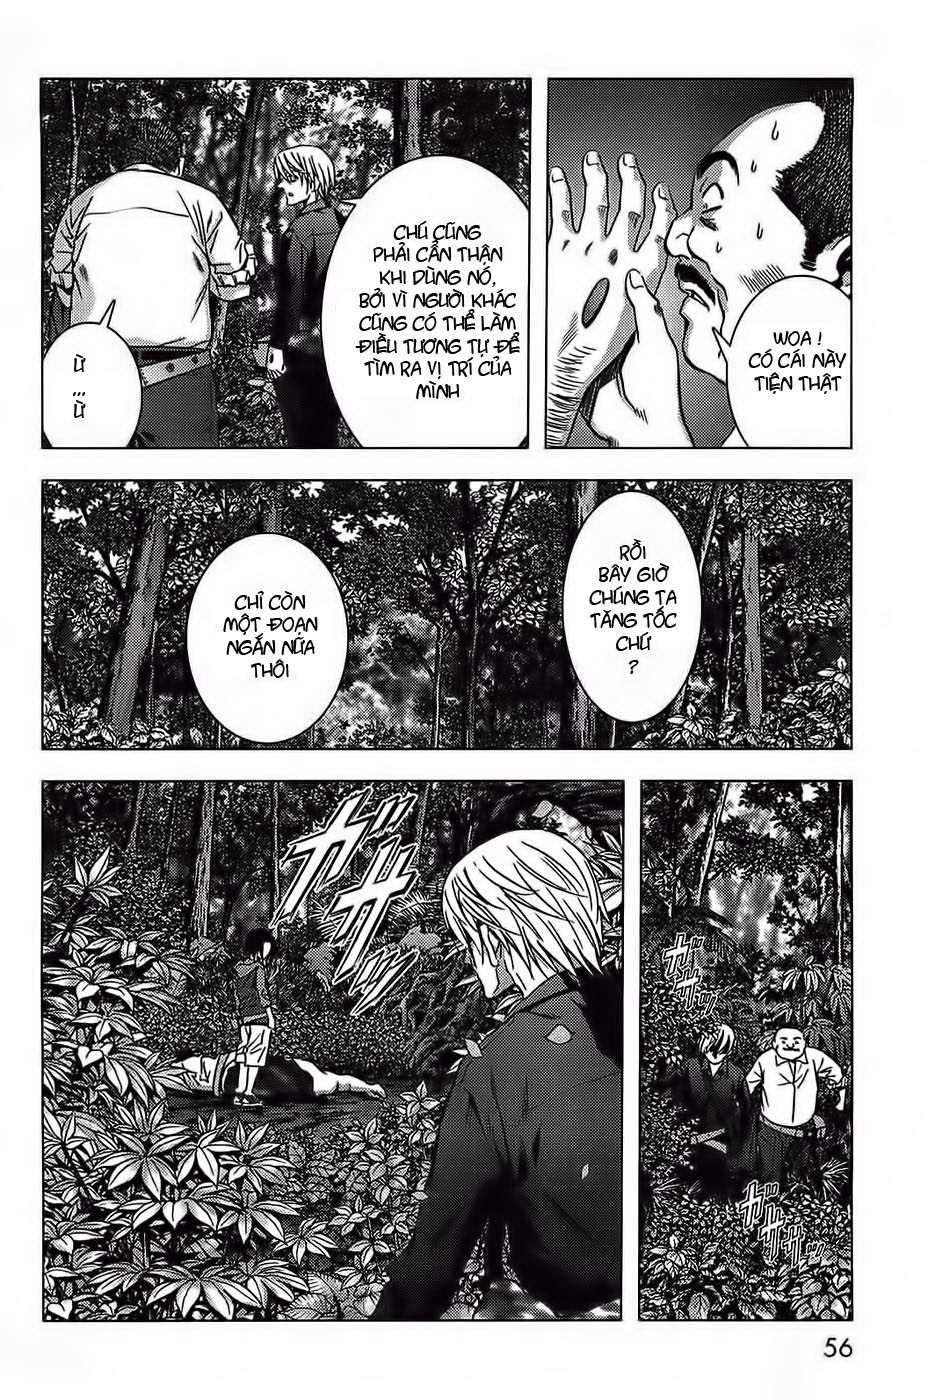 WOA !
CÓ CÁI NÀY
TIỆN THẬT
CHÚ CŨNG
PHẢI CẨN THẬN
KHI DÙNG NÓ,
BỞI VÌ NGƯỜI KHÁC
CŨNG CÓ THỂ LÀM
ĐIỀU TƯƠNG TỰ ĐỂ
TÌM RA VỊ TRÍ CỦA
MÌNH
Ừ
...
Ừ
RỒI
BÂY GIỜ
CHÚNG TA
TĂNG TỐC
CHỨ
?
CHỈ CÒN
MỘT ĐOẠN
NGẮN NỮA
THÔI
ガザ
56